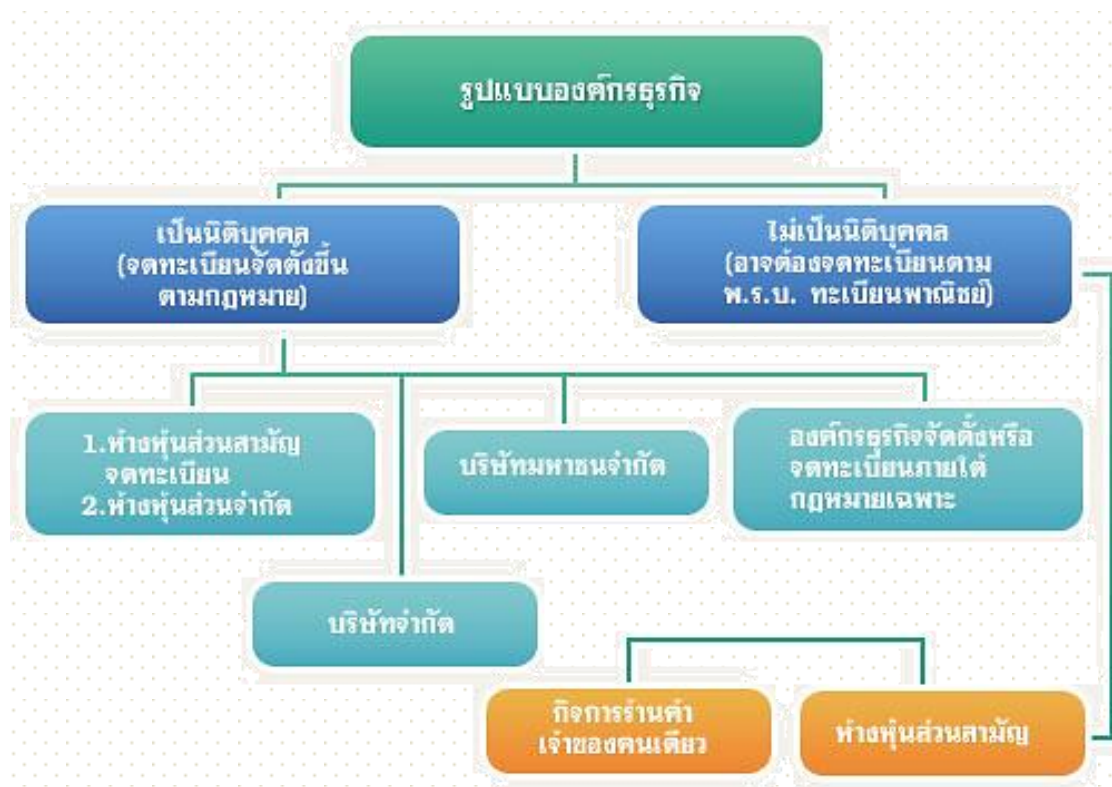 รูปแบบองค์กรธุรกิจ
เป็นนิติบุคคล
(จดทะเบียนจัดตั้งขึ้น
ตามกฎหมาย)
ไม่เป็นนิติบุคคล
(อาจต้องจดทะเบียนตาม
พ.ร.บ. ทะเบียนพาณิชย์)
1.ห้างหุ้นส่วนสามัญ
จดทะเบียน
2.ห้างหุ้นส่วนจำกัด
บริษัทมหาชนจำกัด
องค์กรธุรกิจจัดตั้งหรือ
จดทะเบียนภายใต้
กฎหมายเฉพาะ
บริษัทจำกัด
กิจการร้านค้า
เจ้าของคนเดียว
ห้างหุ้นส่วนสามัญ